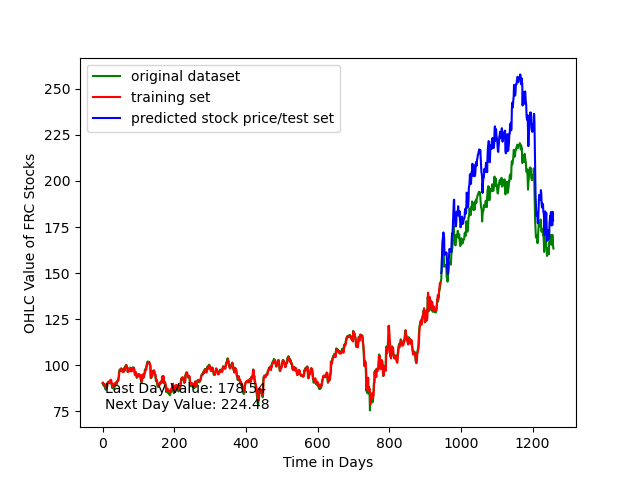 original dataset
training set
predicted stock price/test set
OHLC Value of FRC Stocks
250
225
200
175
150
125
100
75
Last Day Value: 178.54
Next Day Value: 224.48
0 200 400 600 800 1000 1200
Time in Days